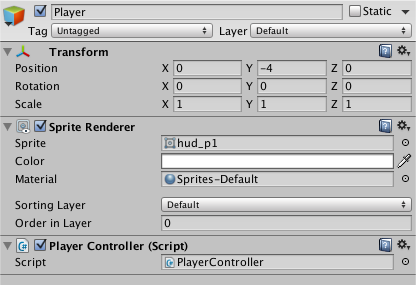 Player Static
Tag Untagged Layer Default
Transform
Position X 0 Y -4 Z 0
Rotation X 0 Y 0 Z 0
Scale X 1 Y 1 Z 1
Sprite Renderer
Sprite hud_p1
Color
Material Sprites-Default
Sorting Layer Default
Order in Layer 0
C# Player Controller (Script)
Script PlayerController